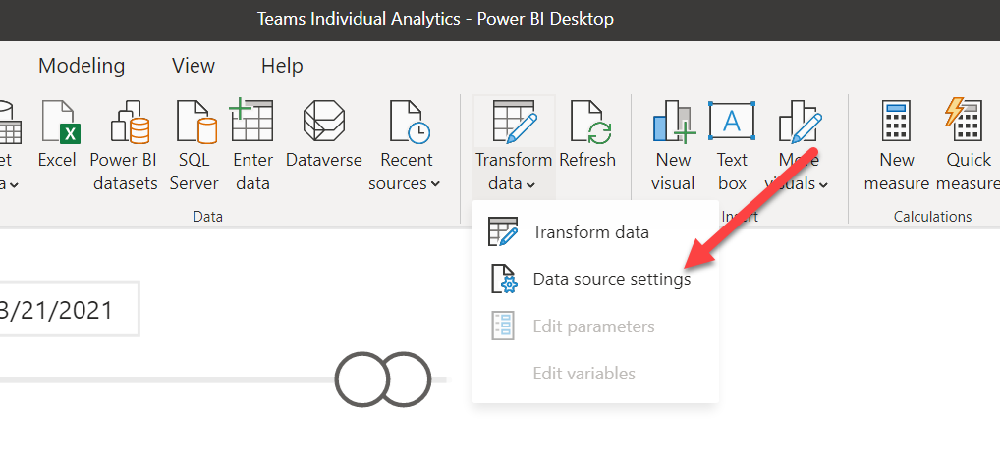 Teams Individual Analytics - Power BI Desktop
Modeling View Help
et Excel Power BI SQL Enter Dataverse Recent Transform Refresh New Text More New Quick
a datasets Server data sources data visual box visuals measure measure
Data Insert Calculations
Transform data
Data source settings
3/21/2021
Edit parameters
Edit variables
X
A